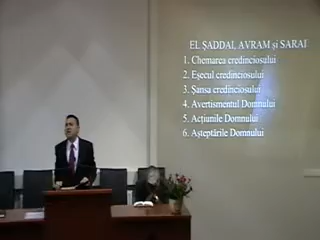 EL ŞADDAI, AVRAM şi SARAI
1. Chemarea credinciosului
2. Eşecul credinciosului
3. Şansa credinciosului
4. Avertismentul Domnului
5. Acţiunile Domnului
6. Aşteptările Domnului